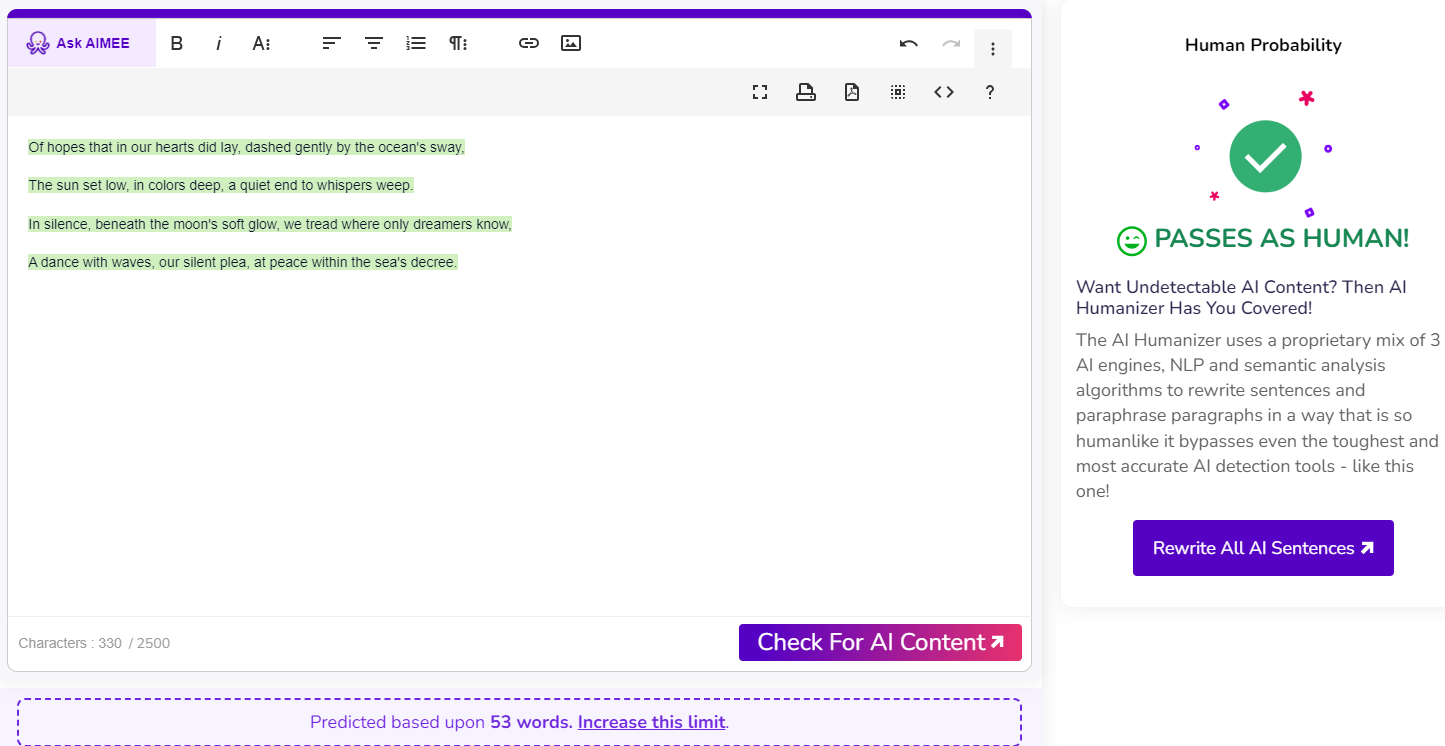 Ask AIMEE
B i A
?
Of hopes that in our hearts did lay, dashed gently by the ocean's sway,
The sun set low, in colors deep, a quiet end to whispers weep.
In silence, beneath the moon's soft glow, we tread where only dreamers know,
A dance with waves, our silent plea, at peace within the sea's decree.
Characters : 330 / 2500
Check For AI Content
Predicted based upon 53 words. Increase this limit.
Human Probability
PASSES AS HUMAN!
Want Undetectable AI Content? Then AI
Humanizer Has You Covered!
The AI Humanizer uses a proprietary mix of 3
AI engines, NLP and semantic analysis
algorithms to rewrite sentences and
paraphrase paragraphs in a way that is so
humanlike it bypasses even the toughest and
most accurate AI detection tools - like this
one!
Rewrite All AI Sentences